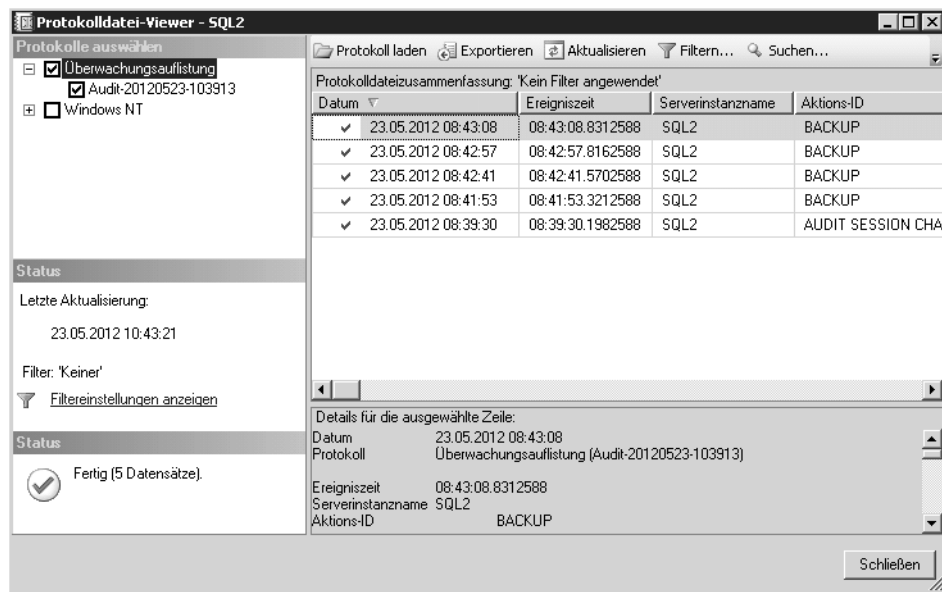 Protokolldatei-Viewer - SQL2
Protokolle auswählen
Überwachungsauflistung
Audit-20120523-103913
Windows NT
Status
Letzte Aktualisierung:
23.05.2012 10:43:21
Filter: 'Keiner'
Filtereinstellungen anzeigen
Status
Fertig (5 Datensätze).
Protokoll laden Exportieren Aktualisieren Filtern... Suchen...
Protokolldateizusammenfassung: 'Kein Filter angewendet'
Datum Ereigniszeit Serverinstanzname Aktions-ID
23.05.2012 08:43:08 08:43:08.8312588 SQL2 BACKUP
23.05.2012 08:42:57 08:42:57.8162588 SQL2 BACKUP
23.05.2012 08:42:41 08:42:41.5702588 SQL2 BACKUP
23.05.2012 08:41:53 08:41:53.3212588 SQL2 BACKUP
23.05.2012 08:39:30 08:39:30.1982588 SQL2 AUDIT SESSION CHA
Details für die ausgewählte Zeile:
Datum 23.05.2012 08:43:08
Protokoll Überwachungsauflistung (Audit-20120523-103913)
Ereigniszeit 08:43:08.8312588
Serverinstanzname SQL2
Aktions-ID BACKUP
Schließen